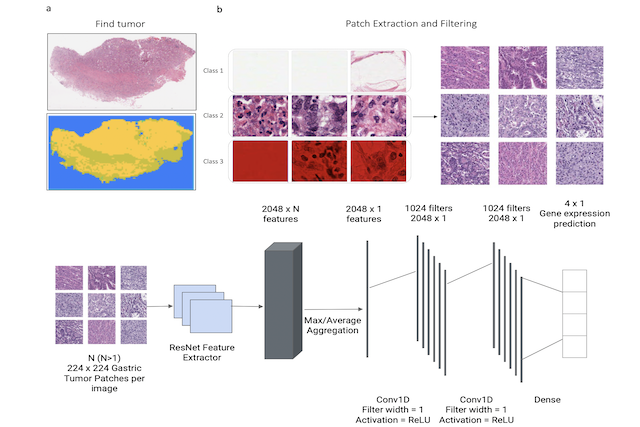 a
Find tumor
b
Patch Extraction and Filtering
Class 1
Class 2
Class 3
2048 x N
features
2048 x 1
features
1024 filters
2048 x 1
1024 filters
2048 x 1
4 x 1
Gene expression
prediction
N (N>1)
224 x 224 Gastric
Tumor Patches per
image
ResNet Feature
Extractor
Max/Average
Aggregation
Conv1D
Filter width = 1
Activation = ReLU
Conv1D
Filter width = 1
Activation = ReLU
Dense